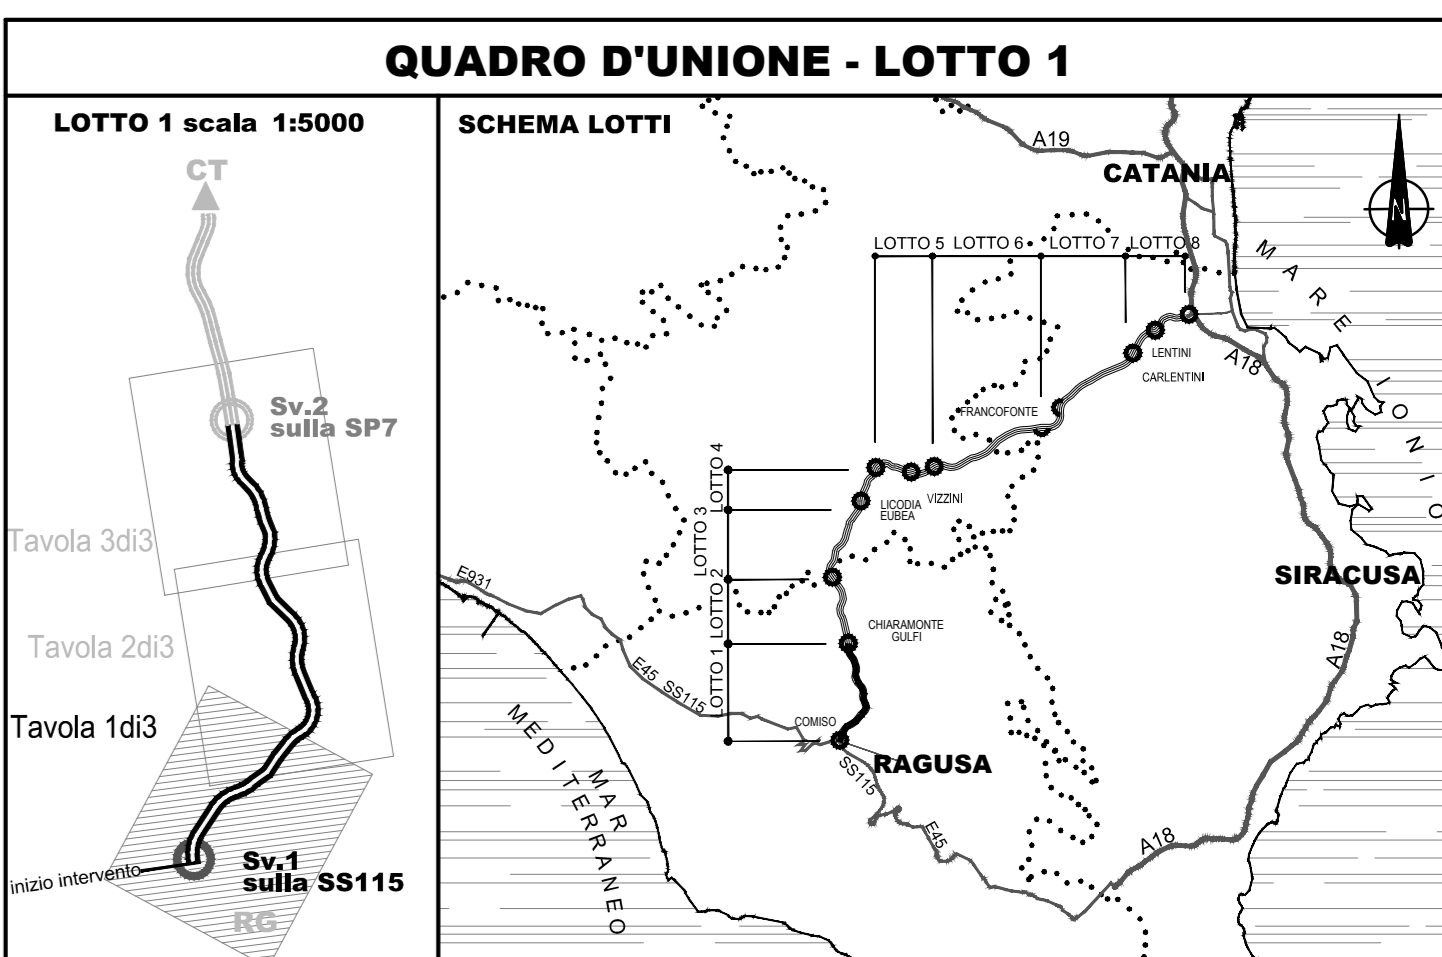 QUADRO D'UNIONE - LOTTO 1
LOTTO 1 scala 1:5000
CT
Sv.2
sulla SP7
Tavola 3di3
Tavola 2di3
Tavola 1di3
inizio intervento
Sv.1
sulla SS115
RG
SCHEMA LOTTI
A19
CATANIA
N
LOTTO 5
LOTTO 6
LOTTO 7
LOTTO 8
MARE
IONIO
LENTINI
CARLENTINI
A18
FRANCOFONTE
LOTTO 4
LOTTO 3
LOTTO 2
LOTTO 1
LICODIA
EUBEA
VIZZINI
E931
SIRACUSA
CHIARAMONTE
GULFI
E45
SS115
COMISO
RAGUSA
SS115
E45
A18
A18
MAR
MEDITERRANEO